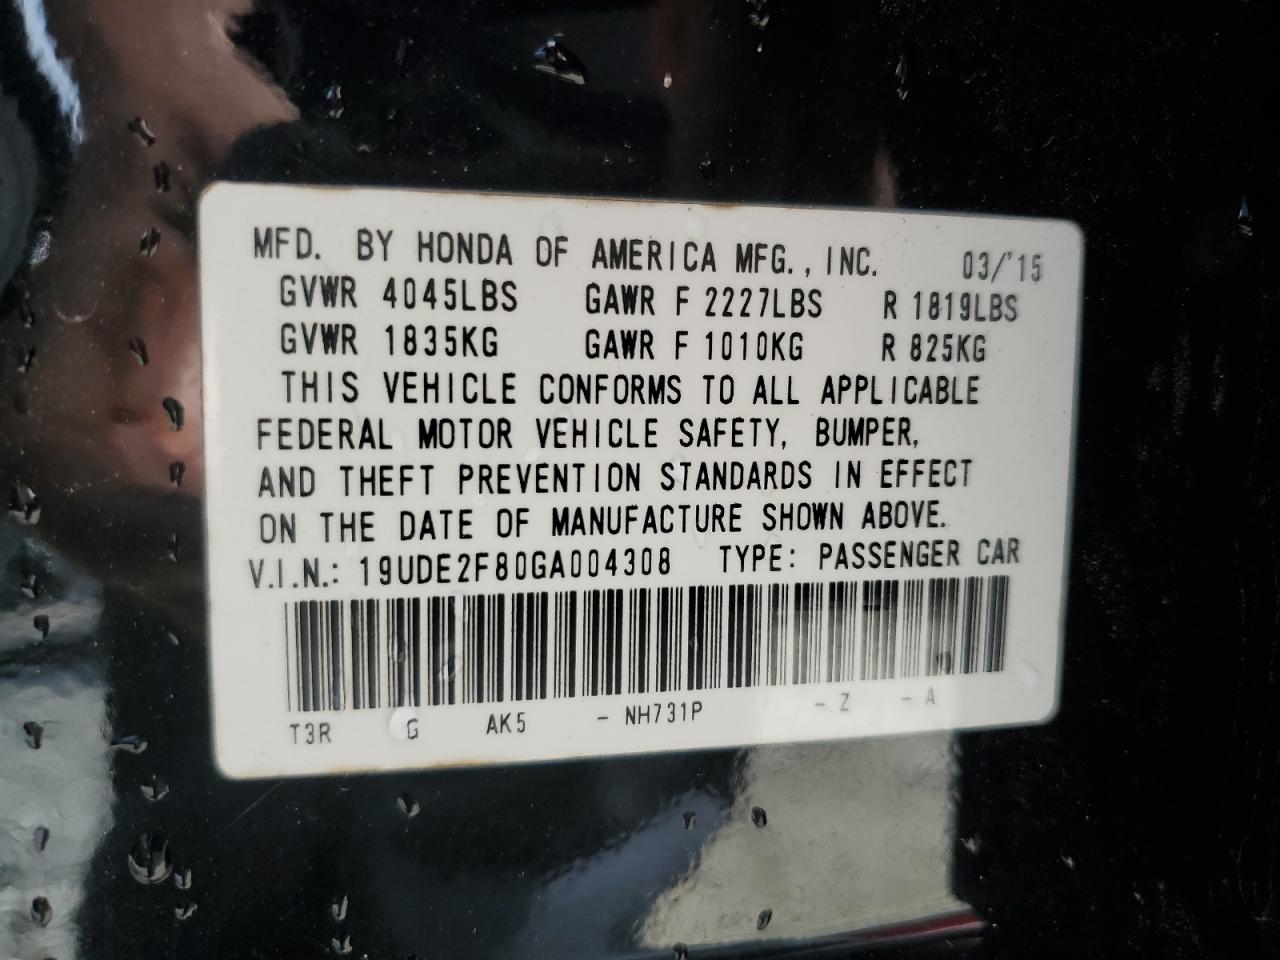 MFD. BY HONDA OF AMERICA MFG., INC. 03/'15
GVWR 4045LBS GAWR F 2227LBS R 1819LBS
GVWR 1835KG GAWR F 1010KG R 825KG
THIS VEHICLE CONFORMS TO ALL APPLICABLE
FEDERAL MOTOR VEHICLE SAFETY, BUMPER,
AND THEFT PREVENTION STANDARDS IN EFFECT
ON THE DATE OF MANUFACTURE SHOWN ABOVE.
V.I.N.: 19UDE2F80GA004308 TYPE: PASSENGER CAR
T3R G AK5 - NH731P - Z - A